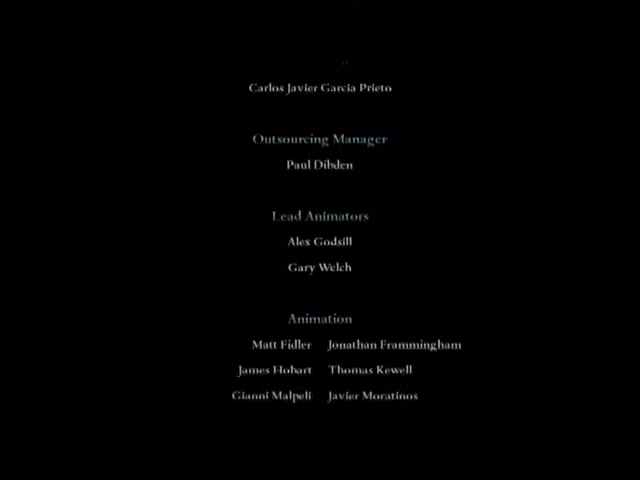 Carlos Javier García Prieto
Outsourcing Manager
Paul Dibden
Lead Animators
Alex Godsill
Gary Welch
Animation
Matt Fidler Jonathan Frammingham
James Hobart Thomas Kewell
Gianni Malpeli Javier Moratinos